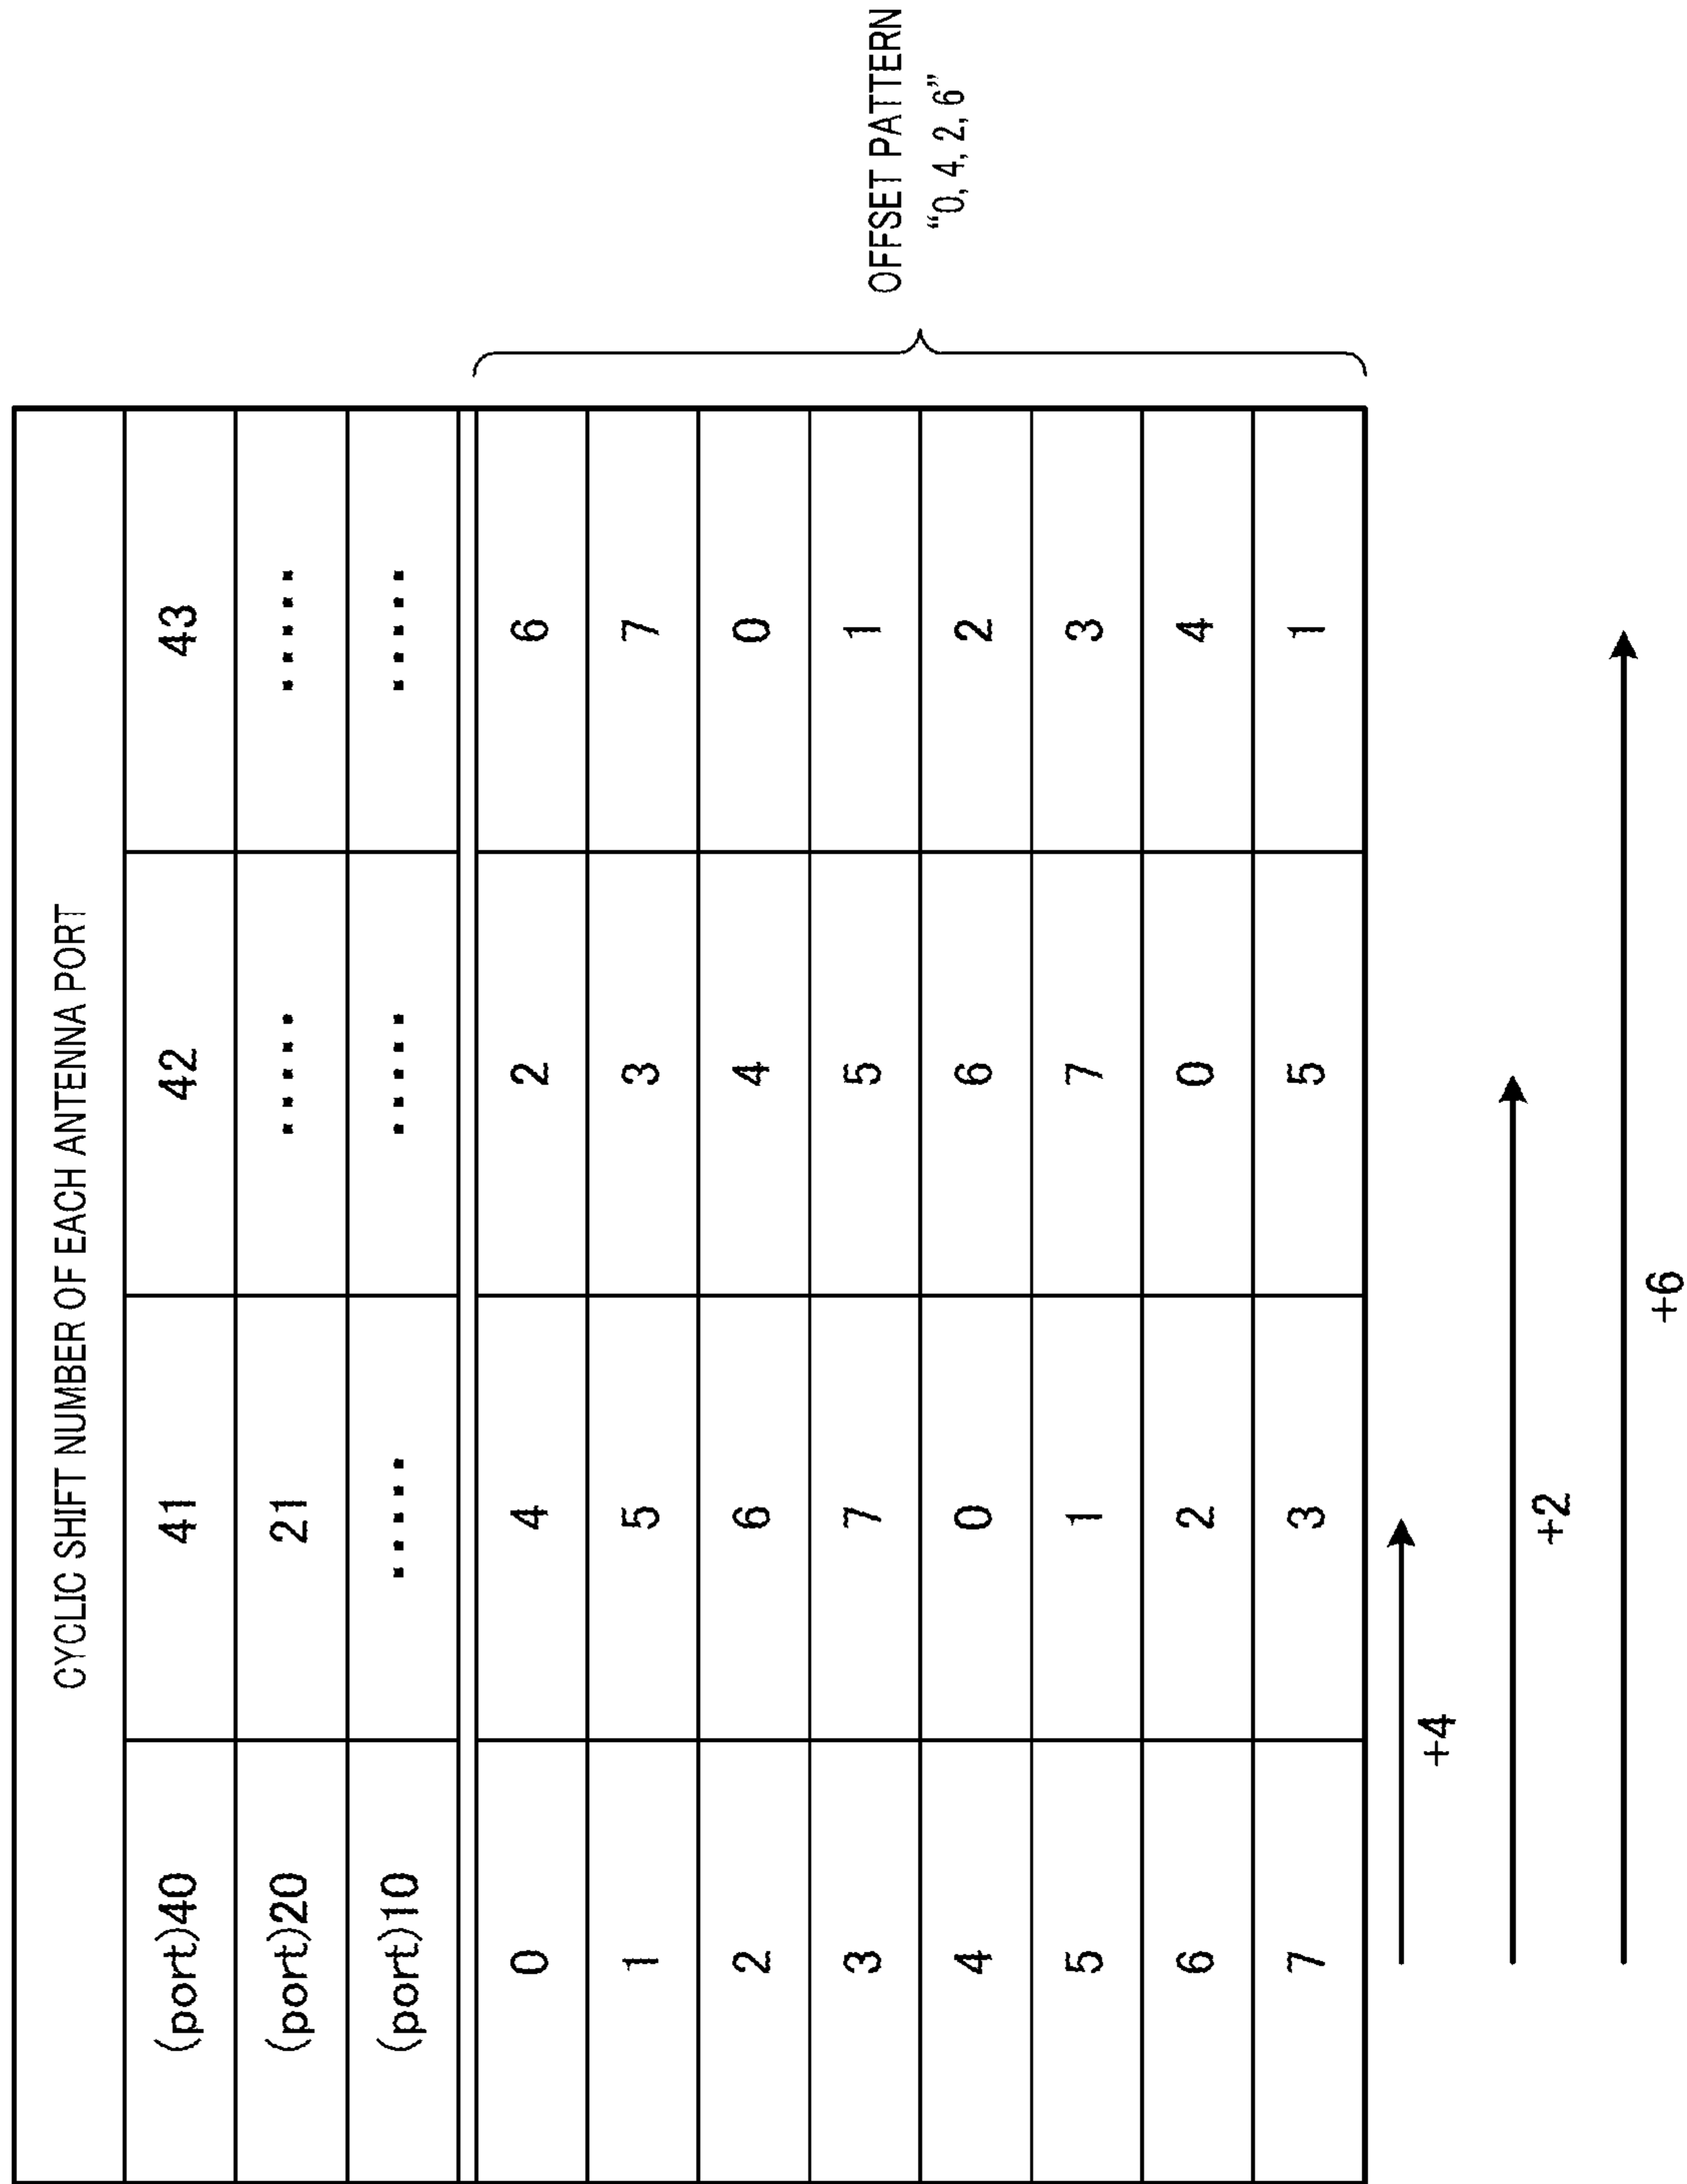 CYCLIC SHIFT NUMBER OF EACH ANTENNA PORT
(port)40 41 42 43
(port)20 21 ..... .....
(port)10 ..... ..... .....
0 4 2 6
1 5 3 7
2 6 4 0
3 7 5 1
4 0 6 2
5 1 7 3
6 2 0 4
7 3 5 1
OFFSET PATTERN
“0, 4, 2, 6”
+4
+2
+6